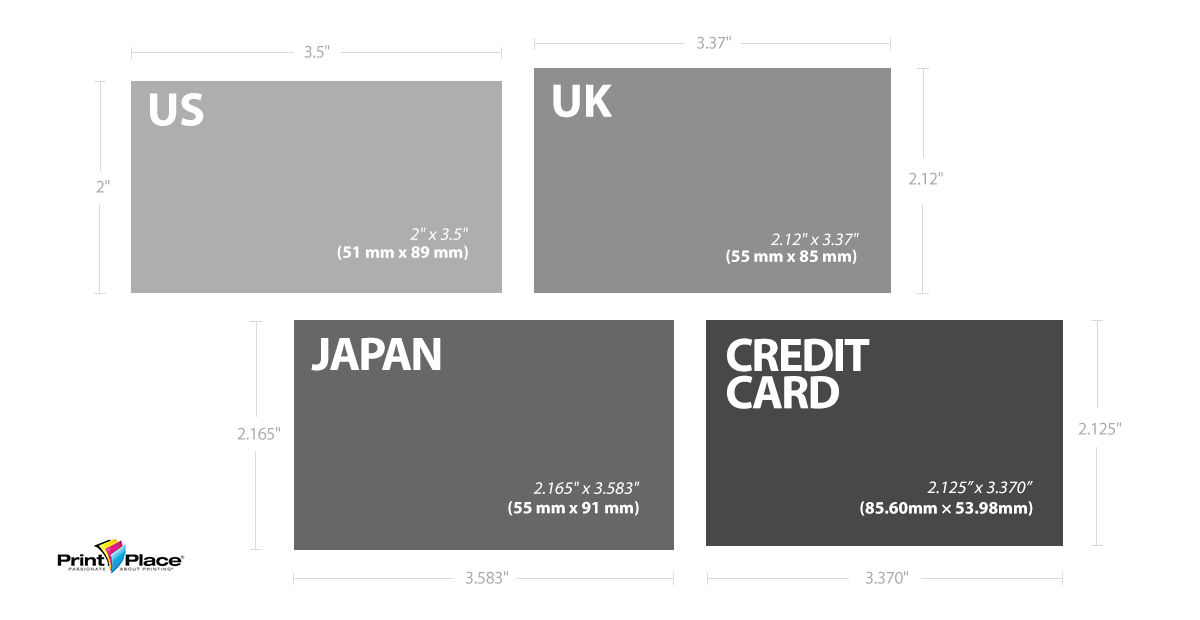 3.5"
3.37"
US
UK
2"
2.12"
2" x 3.5"
(51 mm x 89 mm)
2.12" x 3.37"
(55 mm x 85 mm)
JAPAN
CREDIT
CARD
2.165"
2.125"
2.165" x 3.583"
(55 mm x 91 mm)
2.125” x 3.370”
(85.60mm × 53.98mm)
PrintPlace®
PASSIONATE ABOUT PRINTING®
3.583"
3.370"